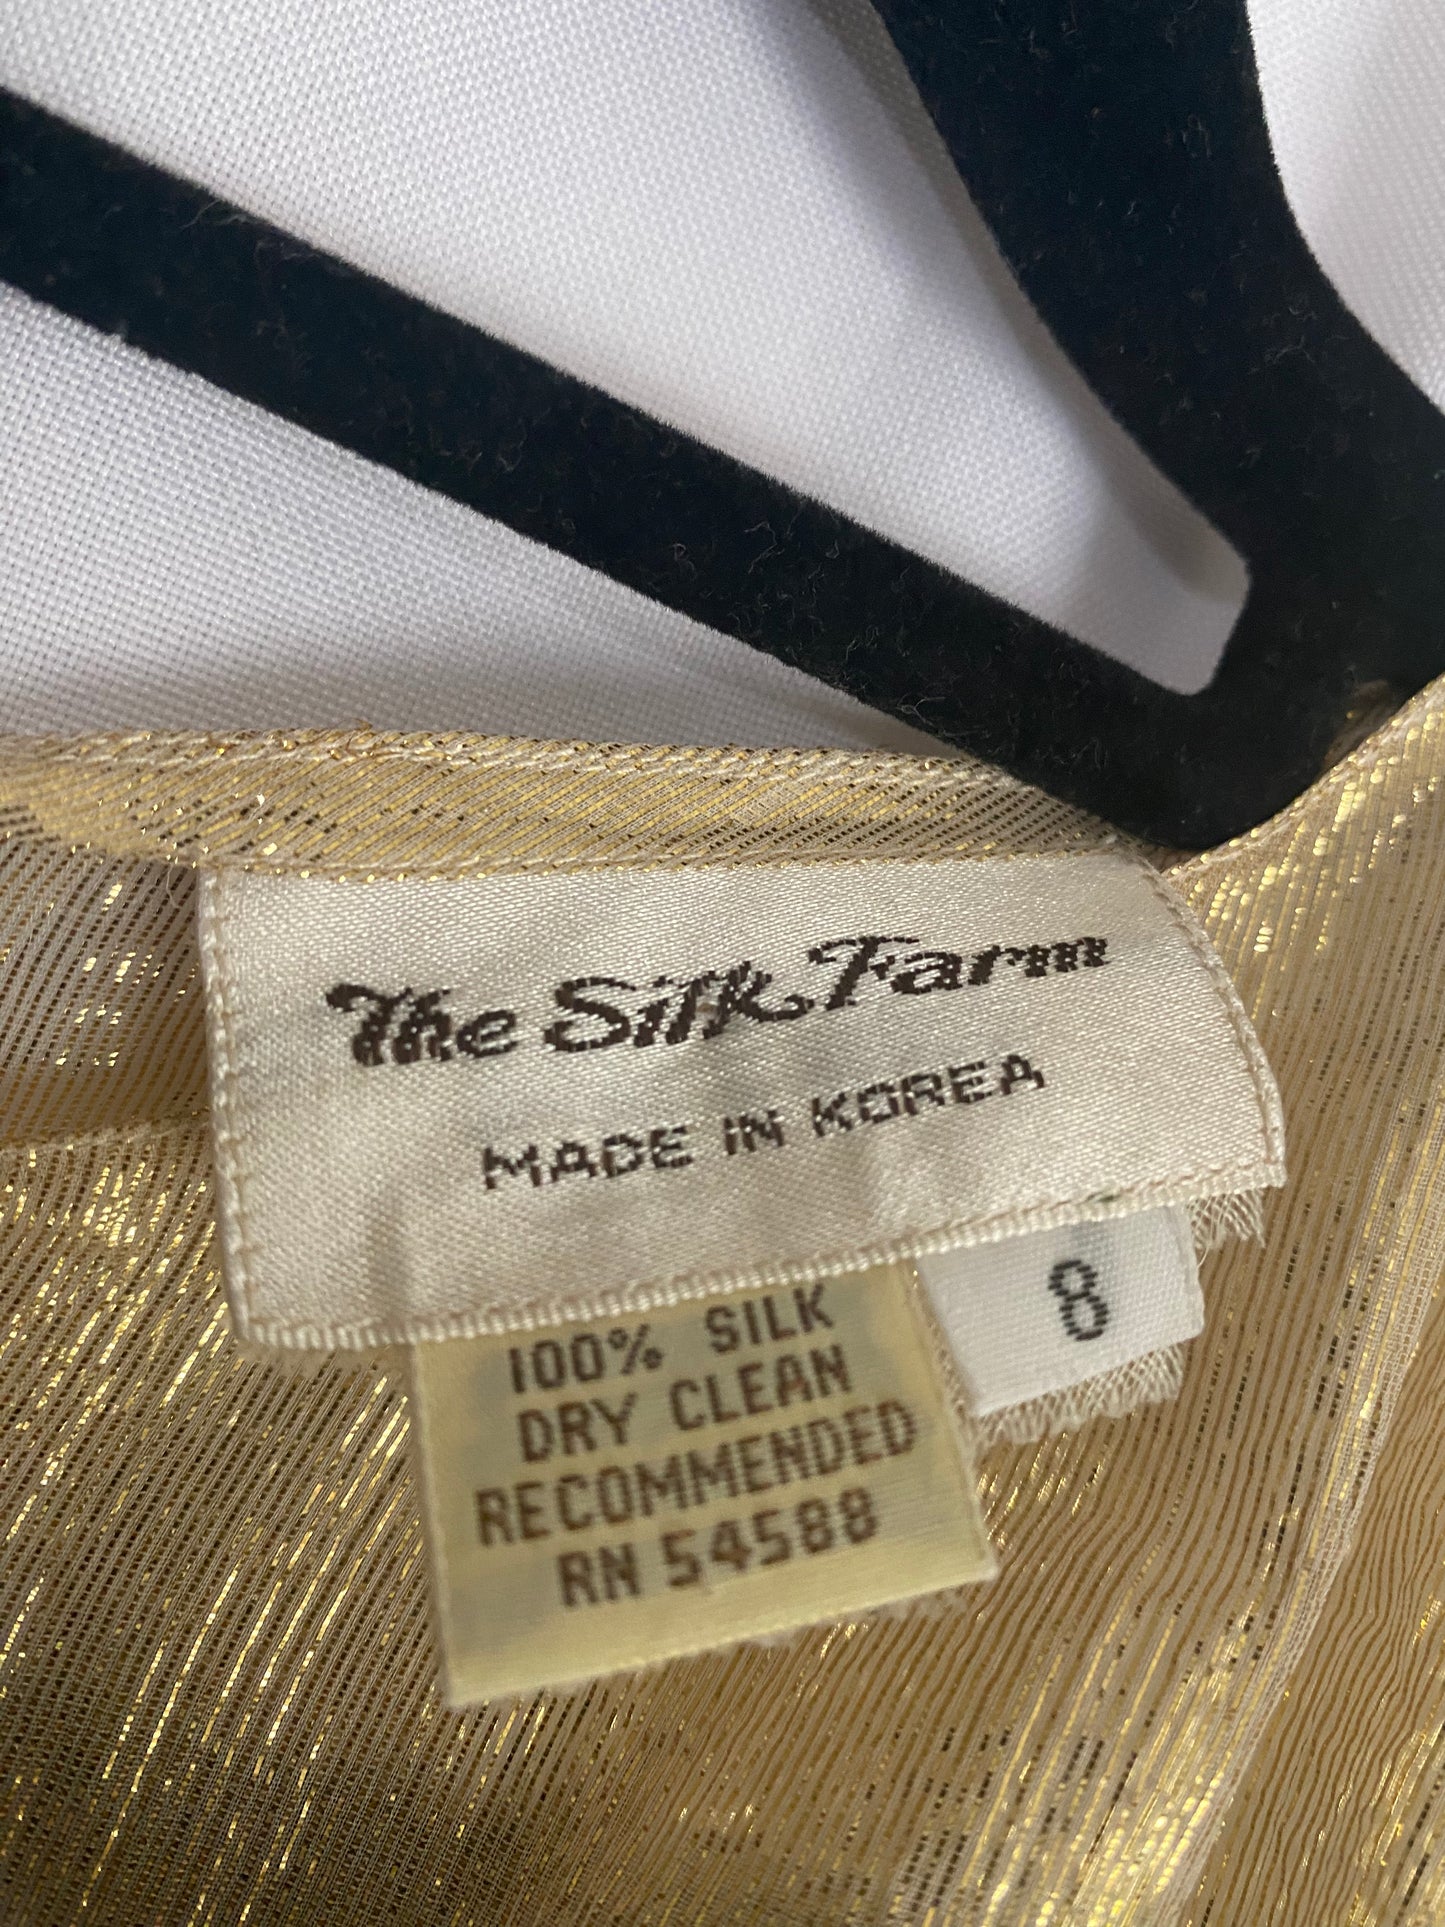 The Silk Farm
MADE IN KOREA
8
100% SILK
DRY CLEAN
RECOMMENDED
RN 54588